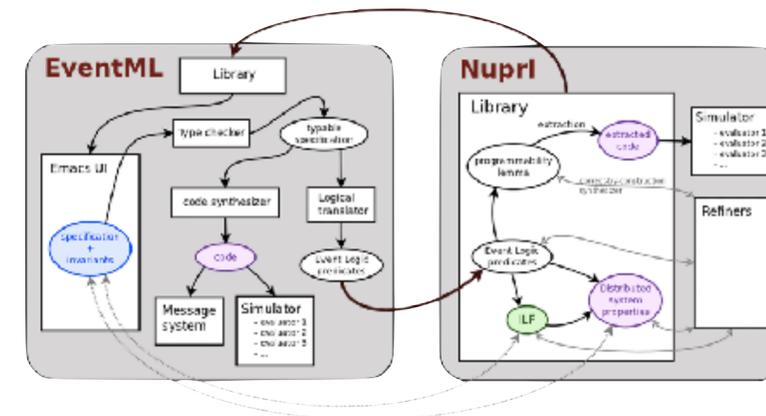 EventML
Library
Type checker
typable
specification
Emacs UI
code synthesizer
Logical
translator
specification
+
invariants
code
Event Logic
predicates
Message
system
Simulator
- evaluator 1
- evaluator 2
- evaluator 3
- ...
Nuprl
Library
extraction
extracted
code
programmability
lemma
correct-by-construction
synthesizer
Event Logic
predicates
Distributed
system
properties
ILF
Simulator
- evaluator 1
- evaluator 2
- evaluator 3
- ...
Refiners